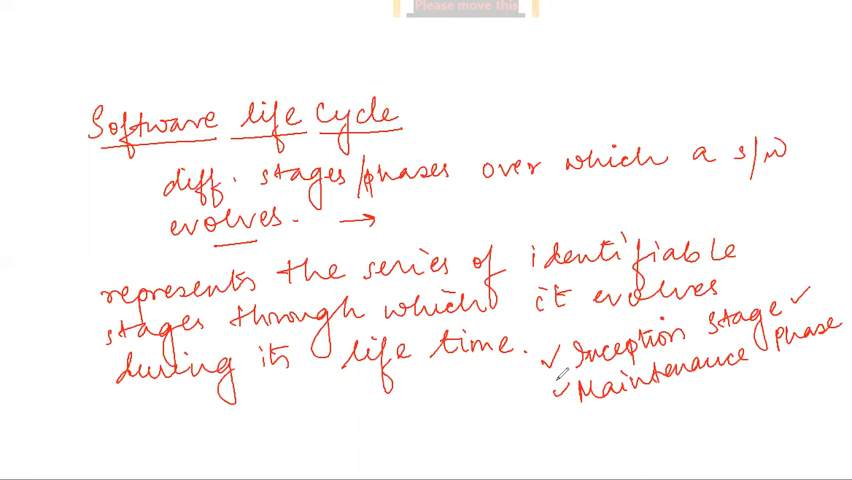 Please move this
Software life Cycle
diff. stages/phases over which a s/w
evolves. →
represents the series of identifiable
stages through which it evolves
during its life time.
✓ Inception Stage ✓
✓ Maintenance phase